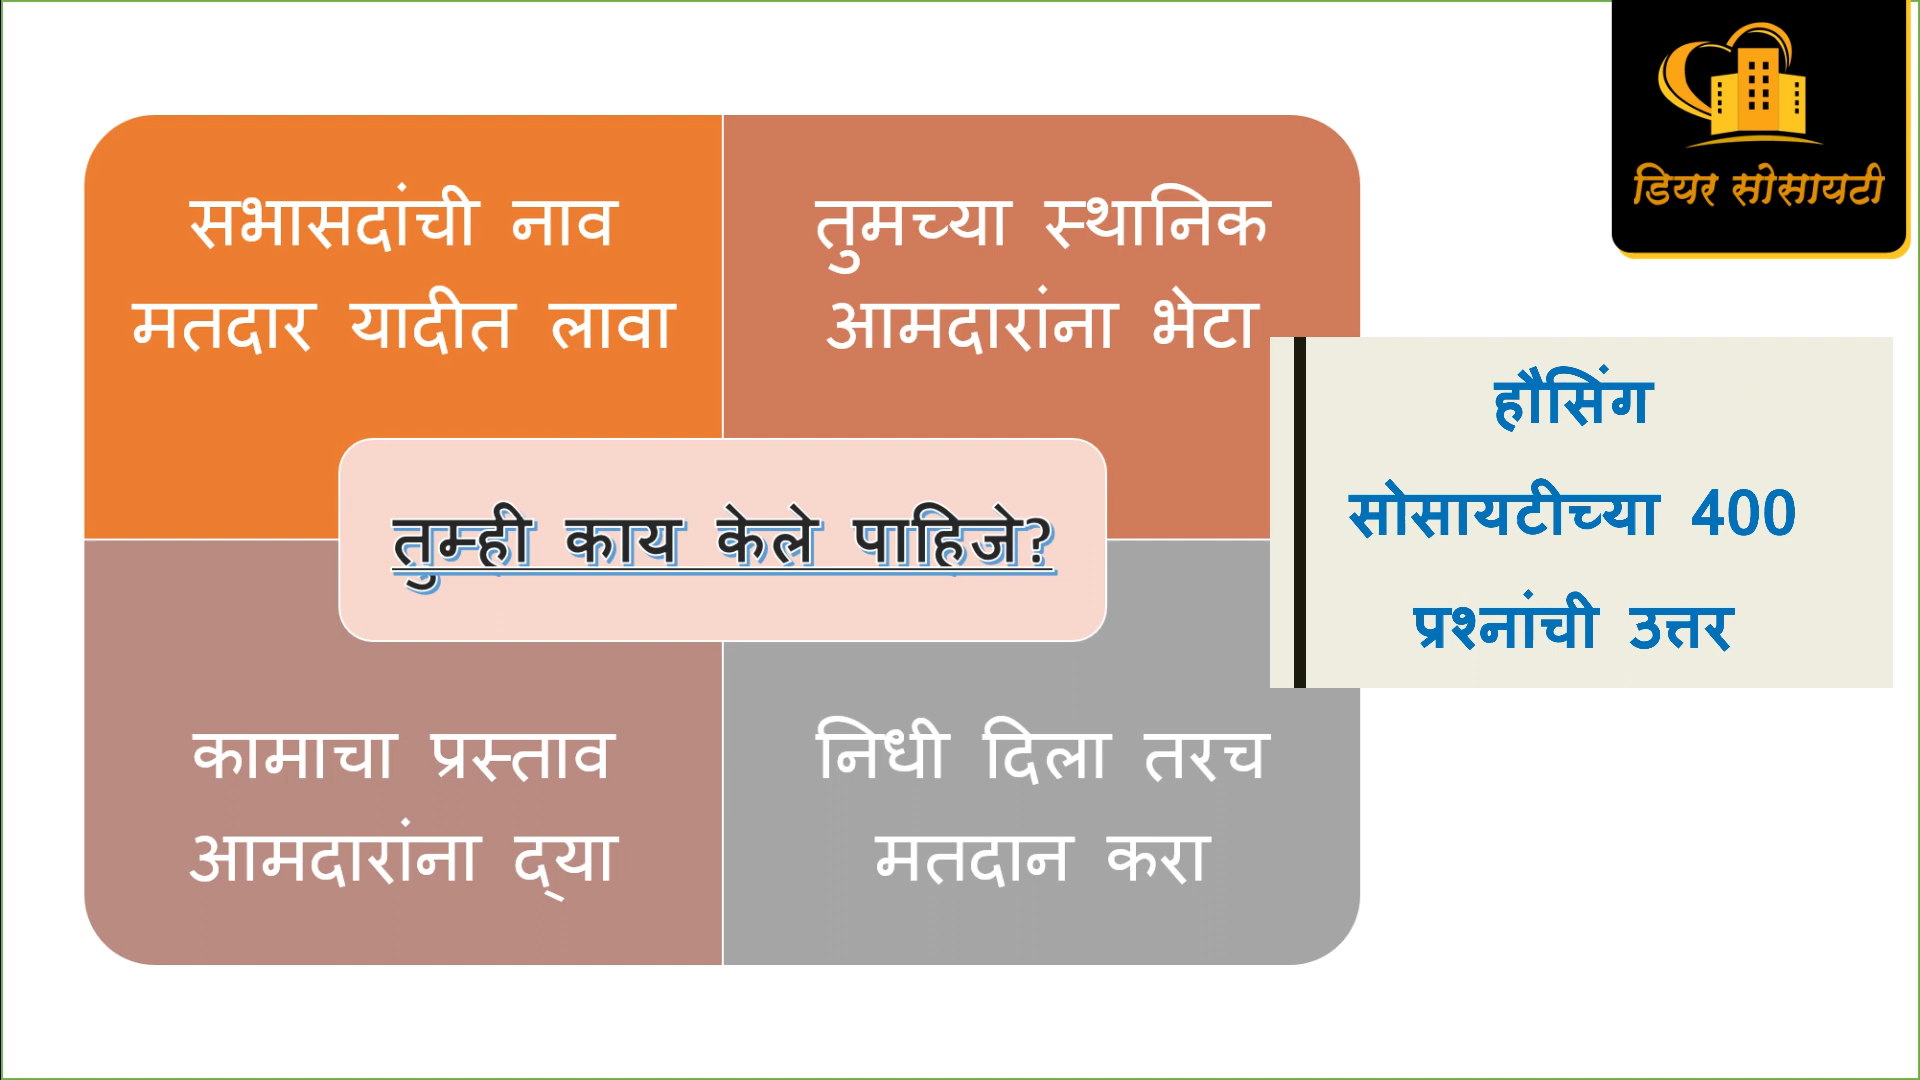 डियर सोसायटी
सभासदांची नाव
मतदार यादीत लावा
तुमच्या स्थानिक
आमदारांना भेटा
तुम्ही काय केले पाहिजे?
कामाचा प्रस्ताव
आमदारांना द्‌या
निधी दिला तरच
मतदान करा
हौसिंग
सोसायटीच्या 400
प्रश्नांची उत्तर